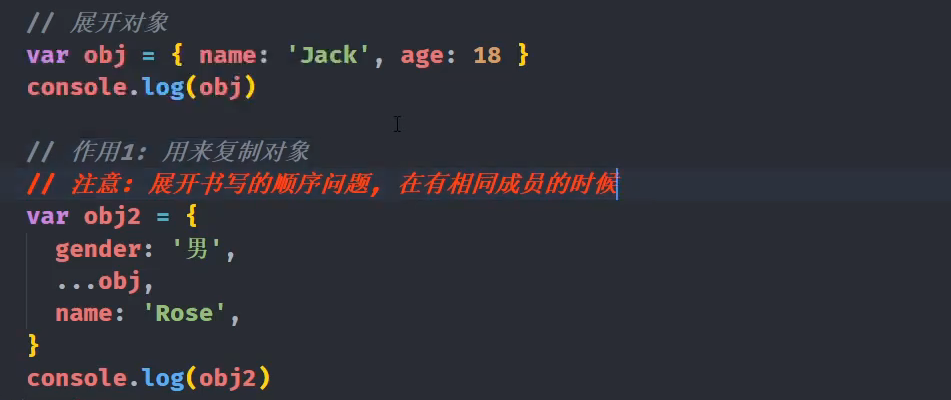 // 展开对象
var obj = { name: 'Jack', age: 18 }
console.log(obj)
// 作用1: 用来复制对象
// 注意: 展开书写的顺序问题, 在有相同成员的时候
var obj2 = {
gender: '男',
...obj,
name: 'Rose',
}
console.log(obj2)